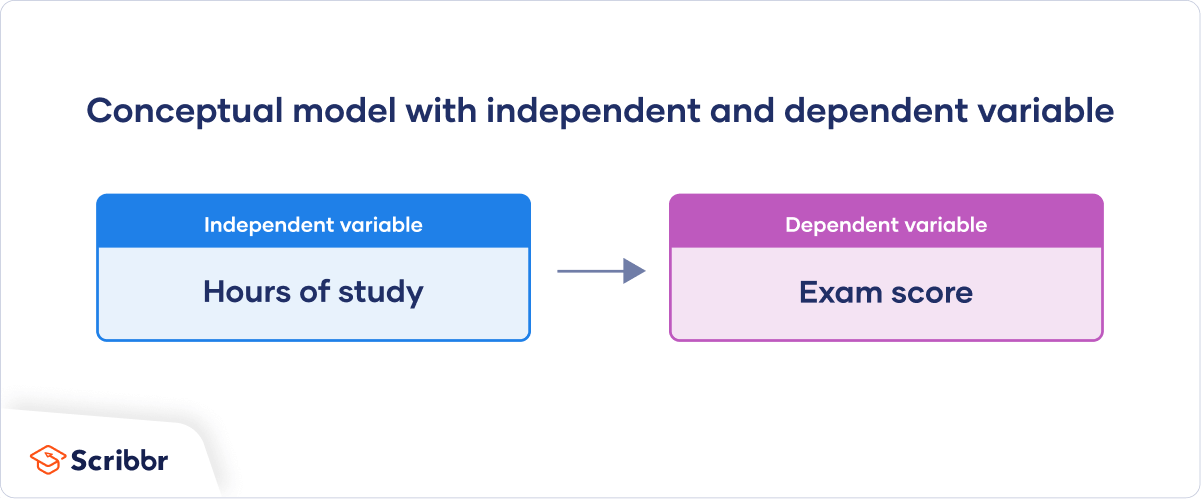 Conceptual model with independent and dependent variable
Independent variable
Hours of study
Dependent variable
Exam score
Scribbr